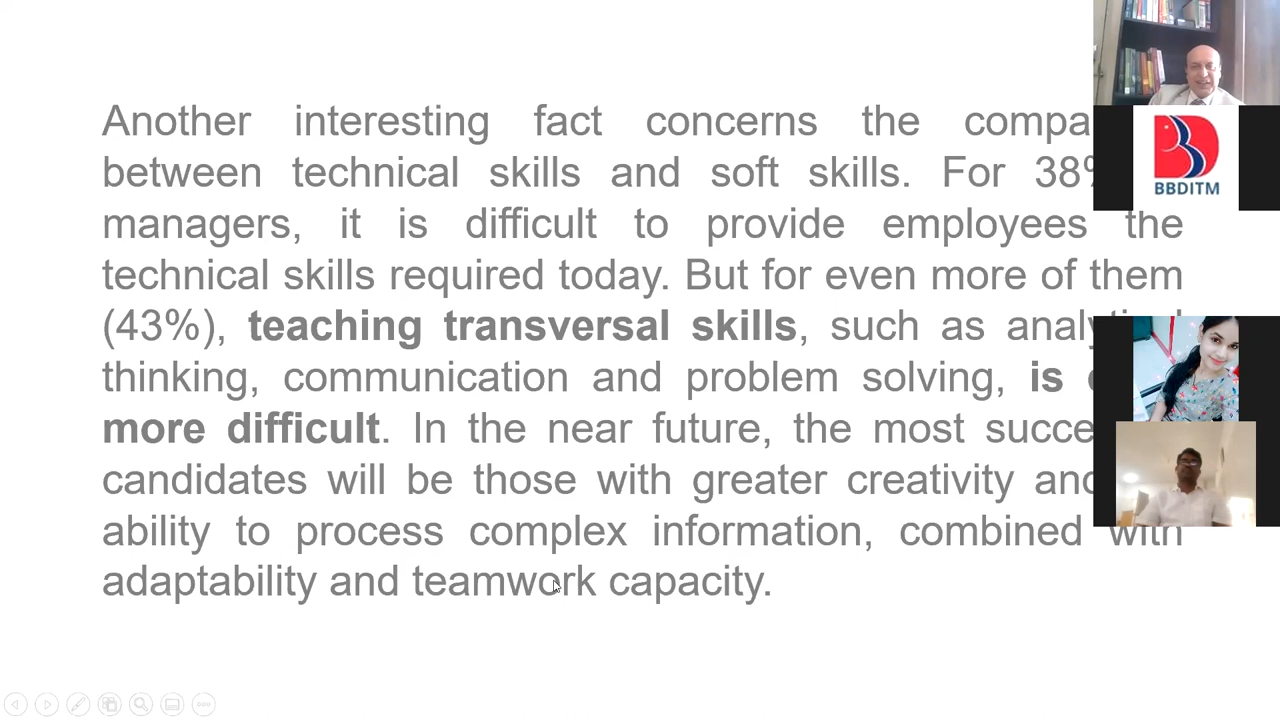 Another interesting fact concerns the
between technical skills and soft skills. For 38%
managers, it is difficult to provide employees the
technical skills required today. But for even more of them
(43%), teaching transversal skills, such as
thinking, communication and problem solving, is
more difficult. In the near future, the most
candidates will be those with greater creativity and
ability to process complex information, combined with
adaptability and teamwork capacity.
BBDITM